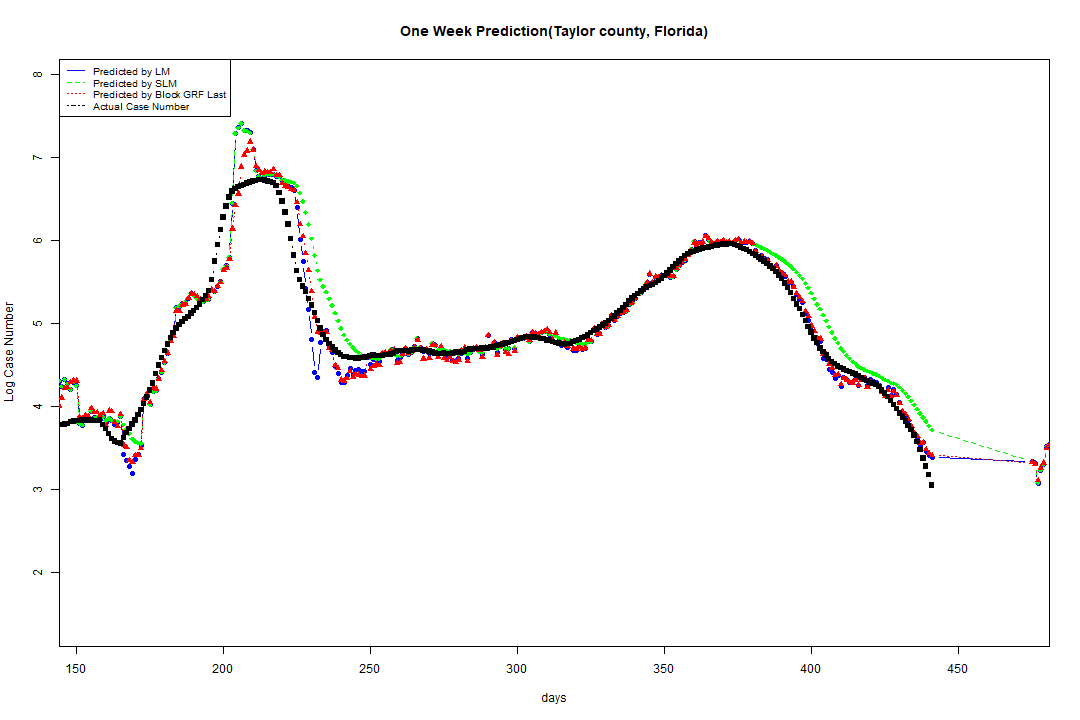 One Week Prediction(Taylor county, Florida)
Predicted by LM
Predicted by SLM
Predicted by Block GRF Last
Actual Case Number
Log Case Number
8
7
6
5
4
3
2
150 200 250 300 350 400 450
days